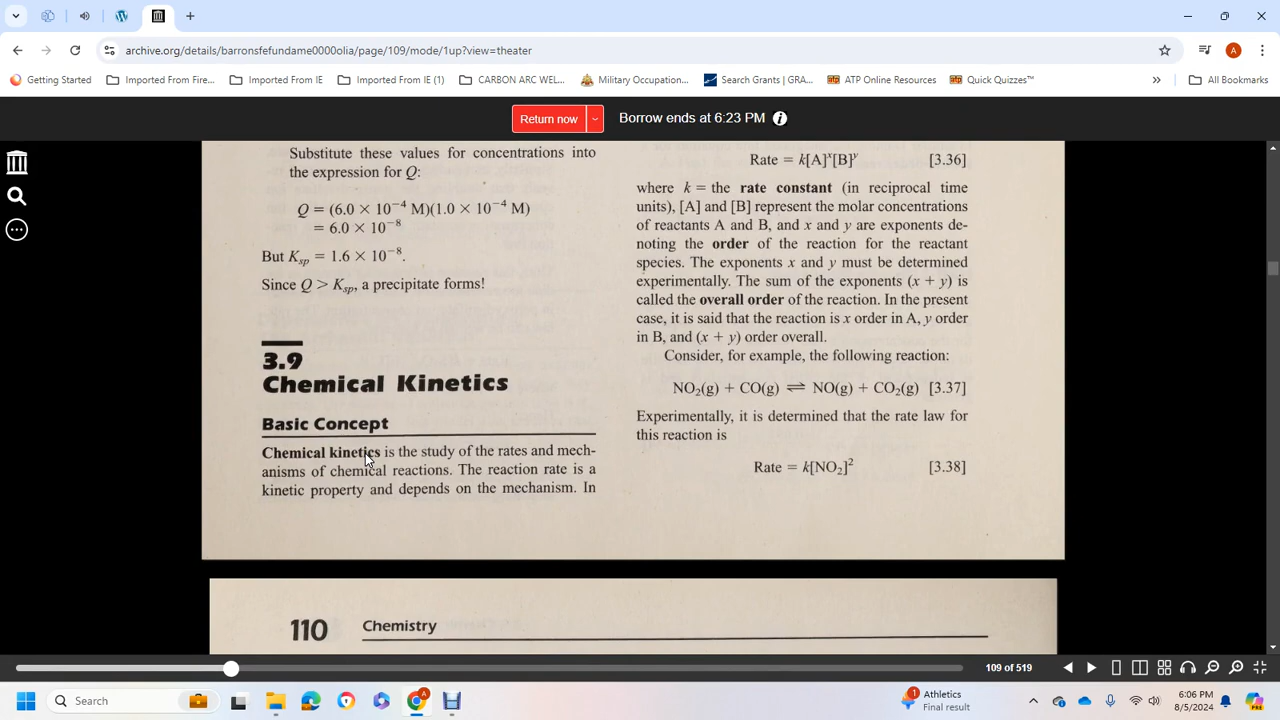 archive.org/details/barronsfefundame0000olia/page/109/mode/1up?view=theater
A
Getting Started
Imported From Fire...
Imported From IE
Imported From IE (1)
CARBON ARC WEL...
Military Occupation...
Search Grants | GRA...
ATP Online Resources
Quick Quizzes™
»
All Bookmarks
Return now
Borrow ends at 6:23 PM
Substitute these values for concentrations into
the expression for Q:
Q = (6.0 × 10⁻⁴ M)(1.0 × 10⁻⁴ M)
= 6.0 × 10⁻⁸
But Ksp = 1.6 × 10⁻⁸.
Since Q > Ksp, a precipitate forms!
3.9
Chemical Kinetics
Basic Concept
Chemical kinetics is the study of the rates and mech-
anisms of chemical reactions. The reaction rate is a
kinetic property and depends on the mechanism. In
Rate = k[A]ˣ[B]ʸ [3.36]
where k = the rate constant (in reciprocal time
units), [A] and [B] represent the molar concentrations
of reactants A and B, and x and y are exponents de-
noting the order of the reaction for the reactant
species. The exponents x and y must be determined
experimentally. The sum of the exponents (x + y) is
called the overall order of the reaction. In the present
case, it is said that the reaction is x order in A, y order
in B, and (x + y) order overall.
Consider, for example, the following reaction:
NO₂(g) + CO(g) ⇌ NO(g) + CO₂(g) [3.37]
Experimentally, it is determined that the rate law for
this reaction is
Rate = k[NO₂]² [3.38]
110 Chemistry
109 of 519
Search
1
Athletics
Final result
6:06 PM
8/5/2024